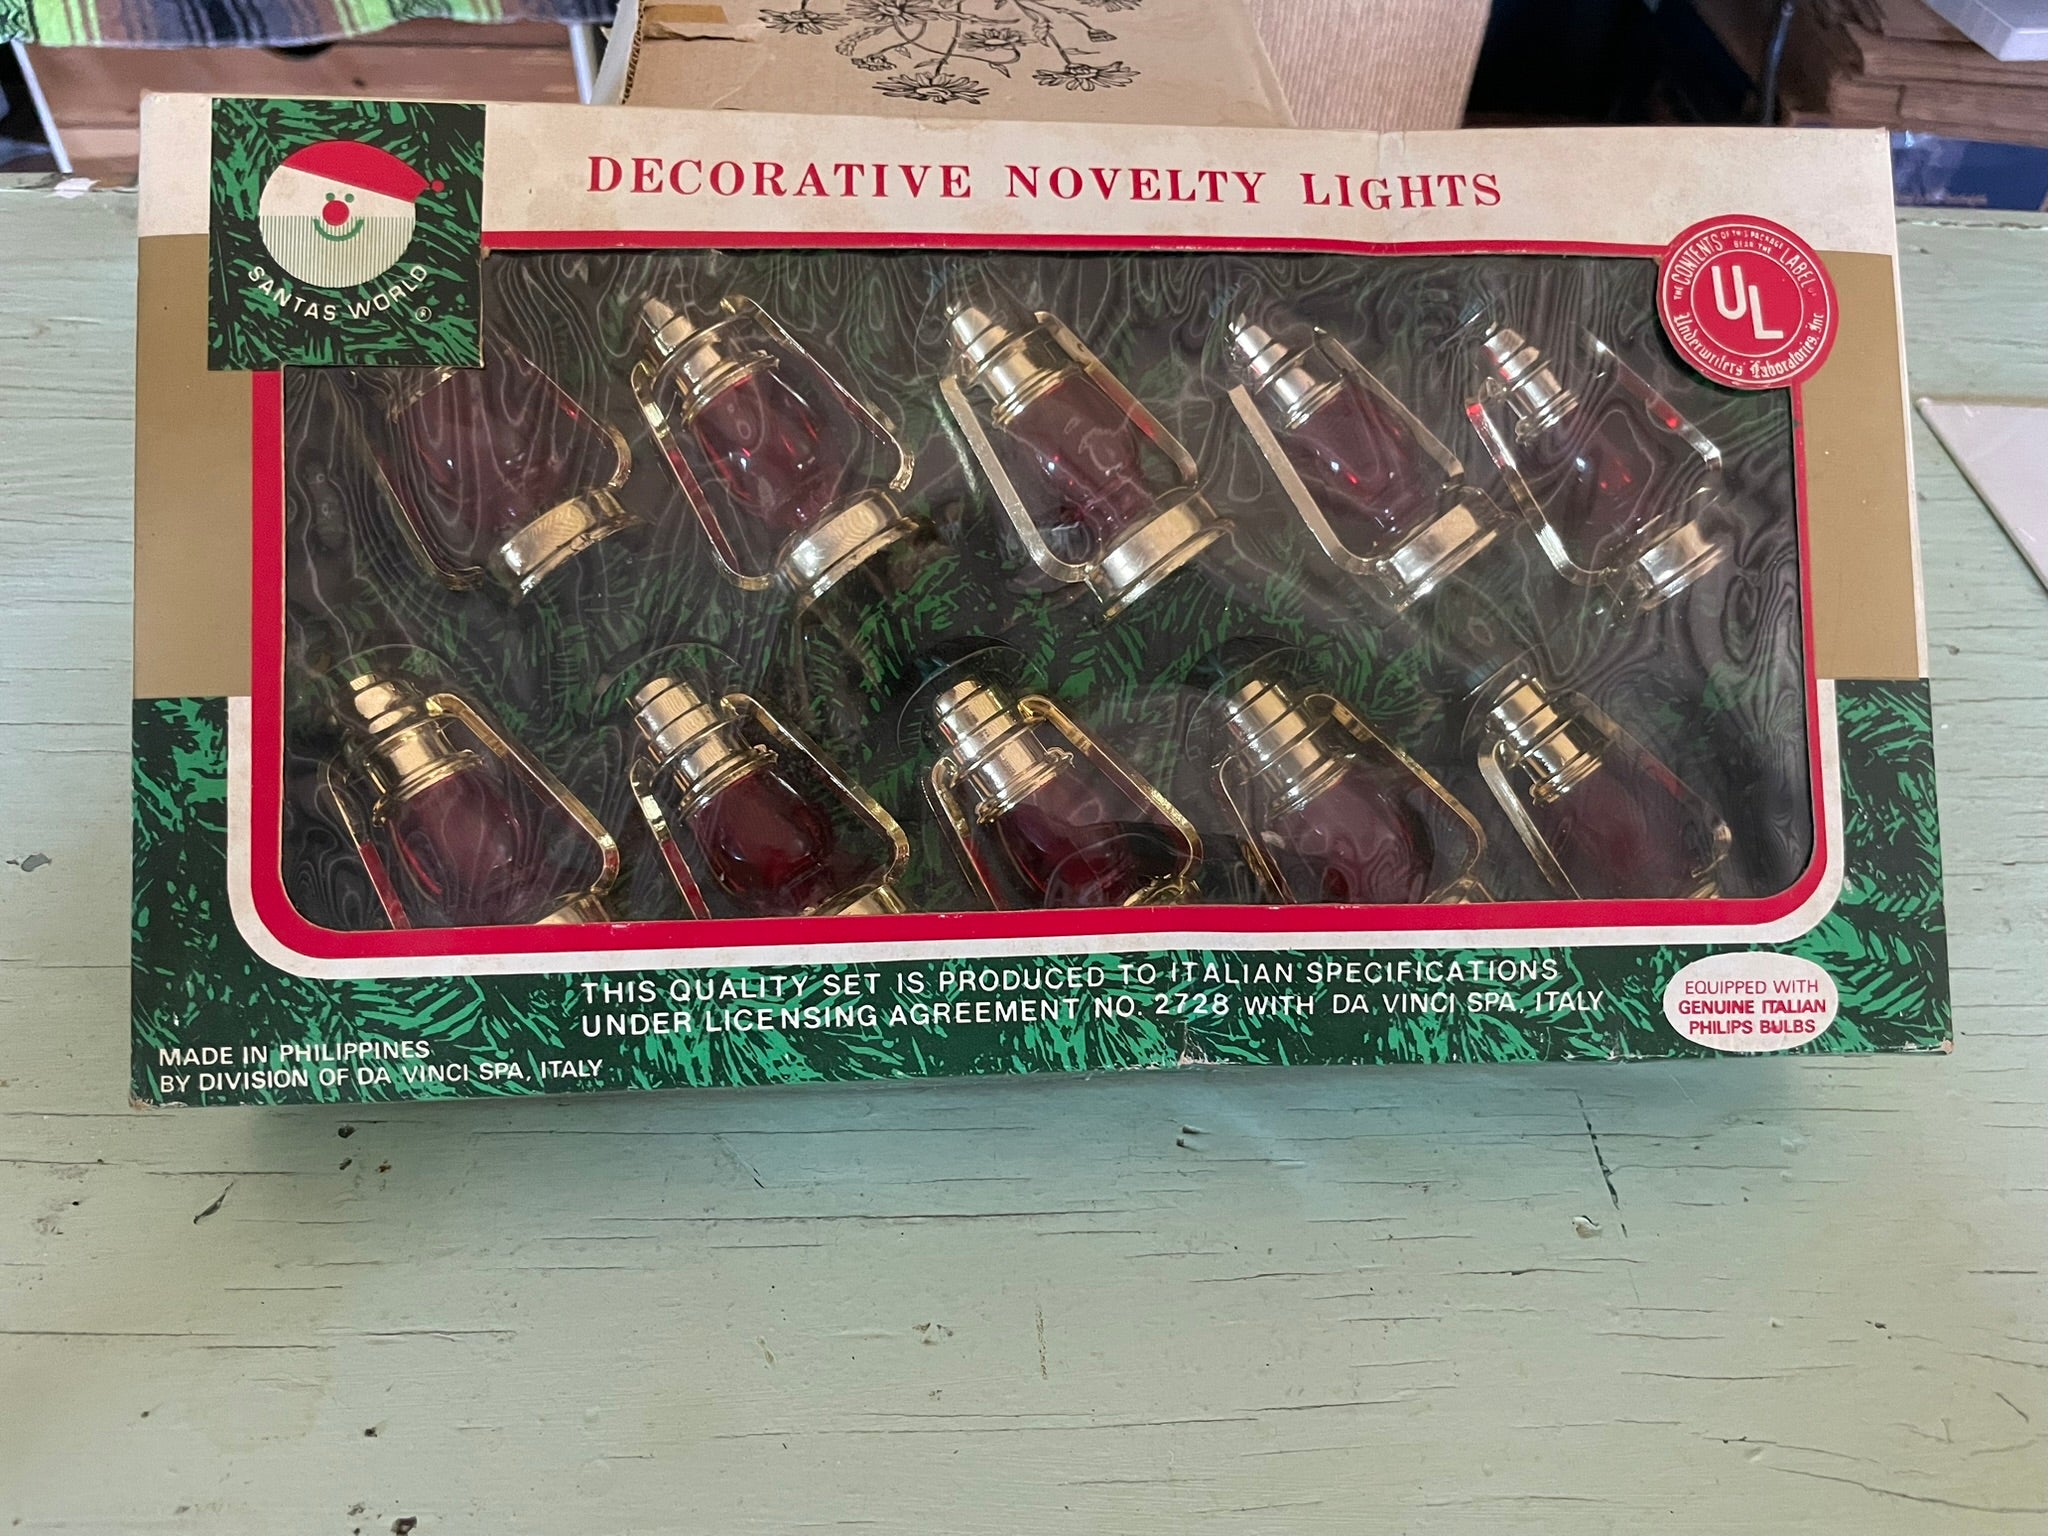 DECORATIVE NOVELTY LIGHTS
SANTAS WORLD ®
THE CONTENTS OF THIS PACKAGE BEAR THE LABEL OF
UL
Underwriters' Laboratories, Inc
THIS QUALITY SET IS PRODUCED TO ITALIAN SPECIFICATIONS
UNDER LICENSING AGREEMENT NO. 2728 WITH DA VINCI SPA, ITALY
EQUIPPED WITH
GENUINE ITALIAN
PHILIPS BULBS
MADE IN PHILIPPINES
BY DIVISION OF DA VINCI SPA, ITALY